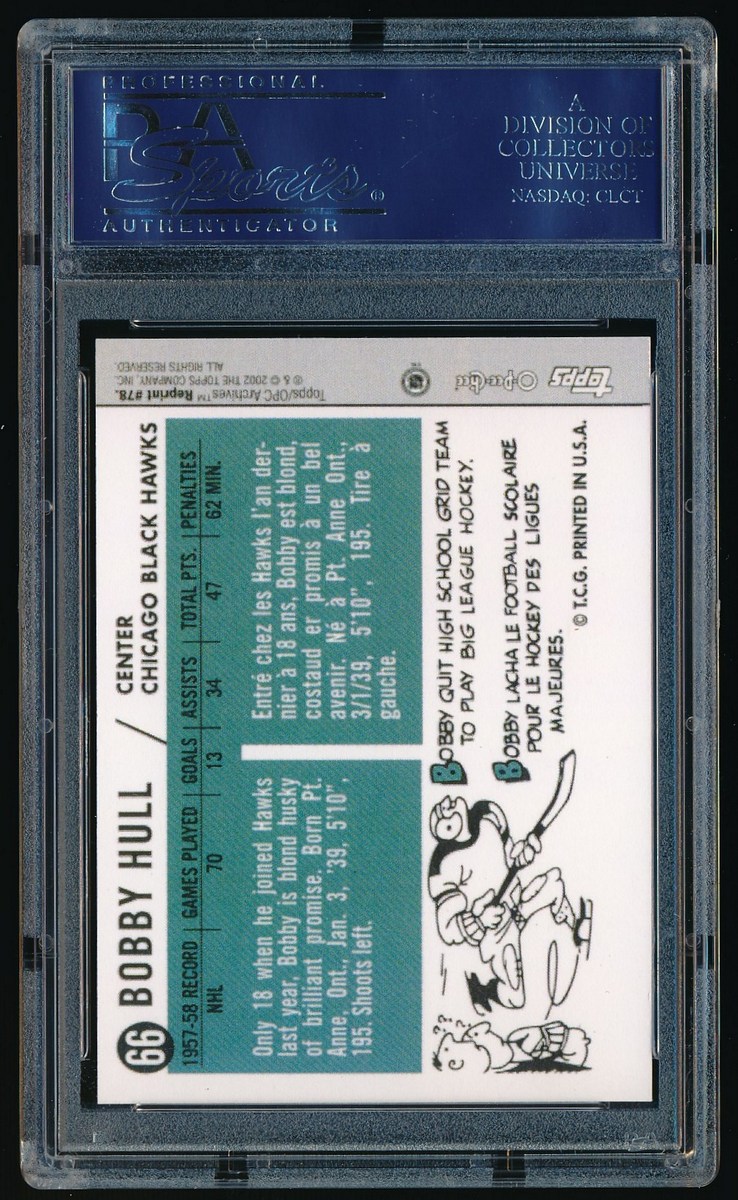 PROFESSIONAL
PSA
Sports®
AUTHENTICATOR
A
DIVISION OF
COLLECTORS
UNIVERSE
NASDAQ: CLCT
Topps/OPC Archives™ Reprint #78.
® & © 2002 THE TOPPS COMPANY, INC.
ALL RIGHTS RESERVED.
O-Pee-Chee
topps
66 BOBBY HULL / CENTER
CHICAGO BLACK HAWKS
1957-58 RECORD | GAMES PLAYED | GOALS | ASSISTS | TOTAL PTS. | PENALTIES
NHL 70 13 34 47 62 MIN.
Only 18 when he joined Hawks
last year, Bobby is blond husky
of brilliant promise. Born Pt.
Anne, Ont., Jan. 3, '39, 5'10",
195. Shoots left.
Entré chez les Hawks l'an der-
nier à 18 ans, Bobby est blond,
costaud er promis à un bel
avenir. Né à Pt. Anne Ont.,
3/1/39, 5'10", 195. Tire à
gauche.
BOBBY QUIT HIGH SCHOOL GRID TEAM
TO PLAY BIG LEAGUE HOCKEY.
BOBBY LACHA LE FOOTBALL SCOLAIRE
POUR LE HOCKEY DES LIGUES
MAJEURES.
© T.C.G. PRINTED IN U.S.A.
???